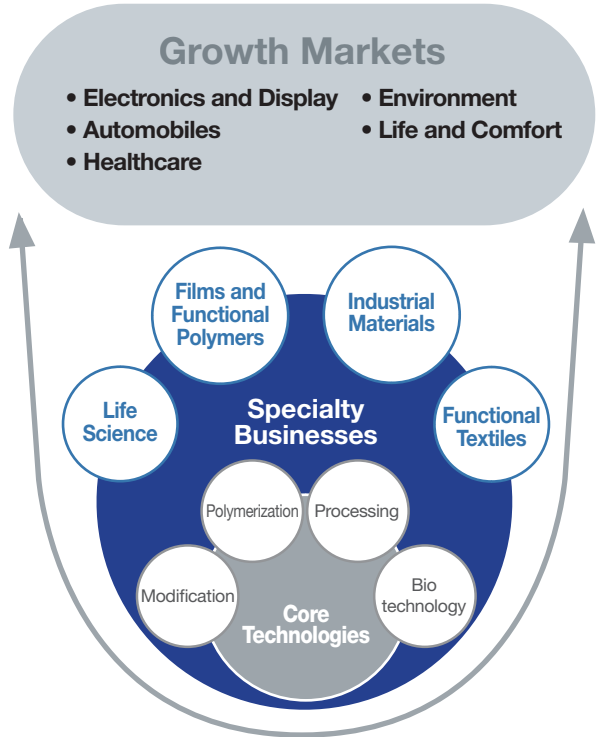 Growth Markets
• Electronics and Display
• Automobiles
• Healthcare
• Environment
• Life and Comfort
Films and
Functional
Polymers
Industrial
Materials
Life
Science
Specialty
Businesses
Functional
Textiles
Polymerization
Processing
Modification
Bio
technology
Core
Technologies